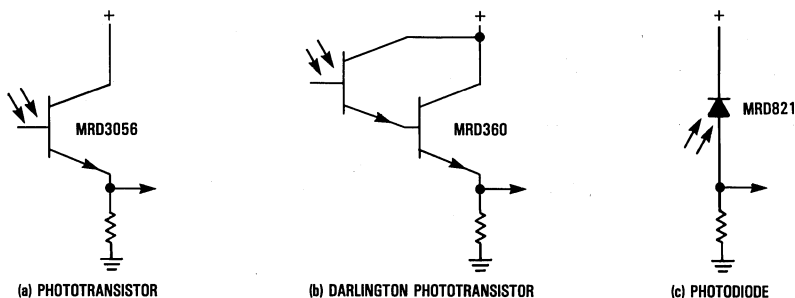 +
+
+
MRD3056
MRD360
MRD821
(a) PHOTOTRANSISTOR
(b) DARLINGTON PHOTOTRANSISTOR
(c) PHOTODIODE